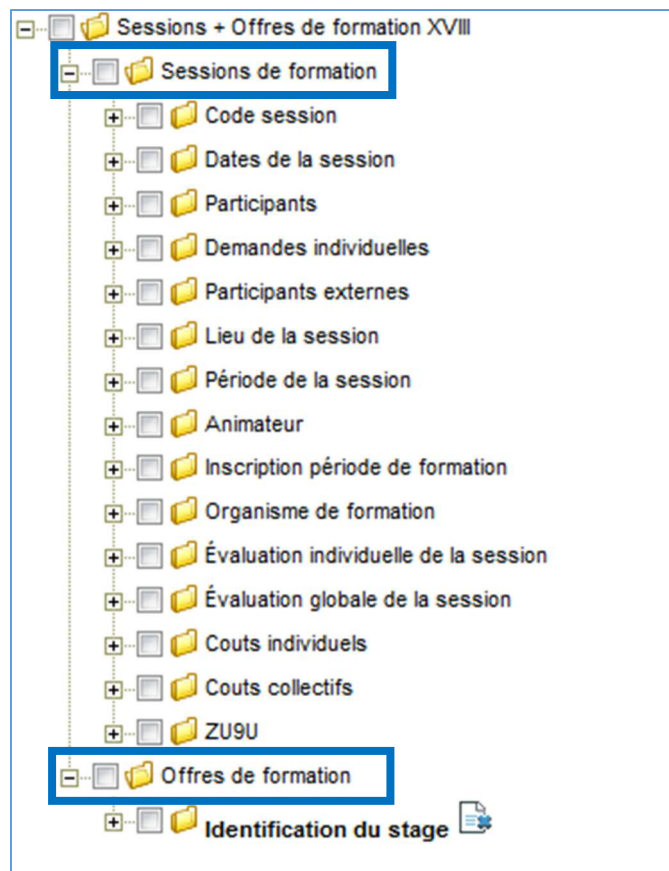 Sessions + Offres de formation XVIII
Sessions de formation
Code session
Dates de la session
Participants
Demandes individuelles
Participants externes
Lieu de la session
Période de la session
Animateur
Inscription période de formation
Organisme de formation
Évaluation individuelle de la session
Évaluation globale de la session
Couts individuels
Couts collectifs
ZU9U
Offres de formation
Identification du stage